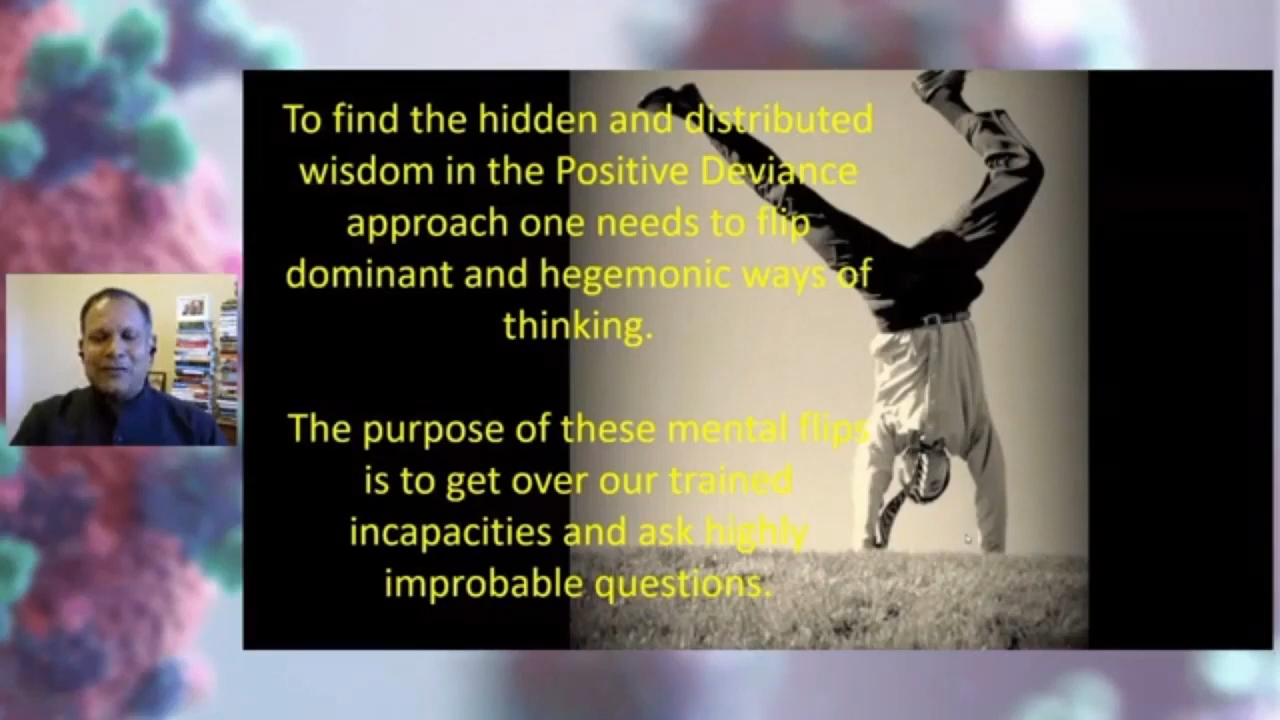 To find the hidden and distributed
wisdom in the Positive Deviance
approach one needs to flip
dominant and hegemonic ways of
thinking.
The purpose of these mental flips
is to get over our trained
incapacities and ask highly
improbable questions.